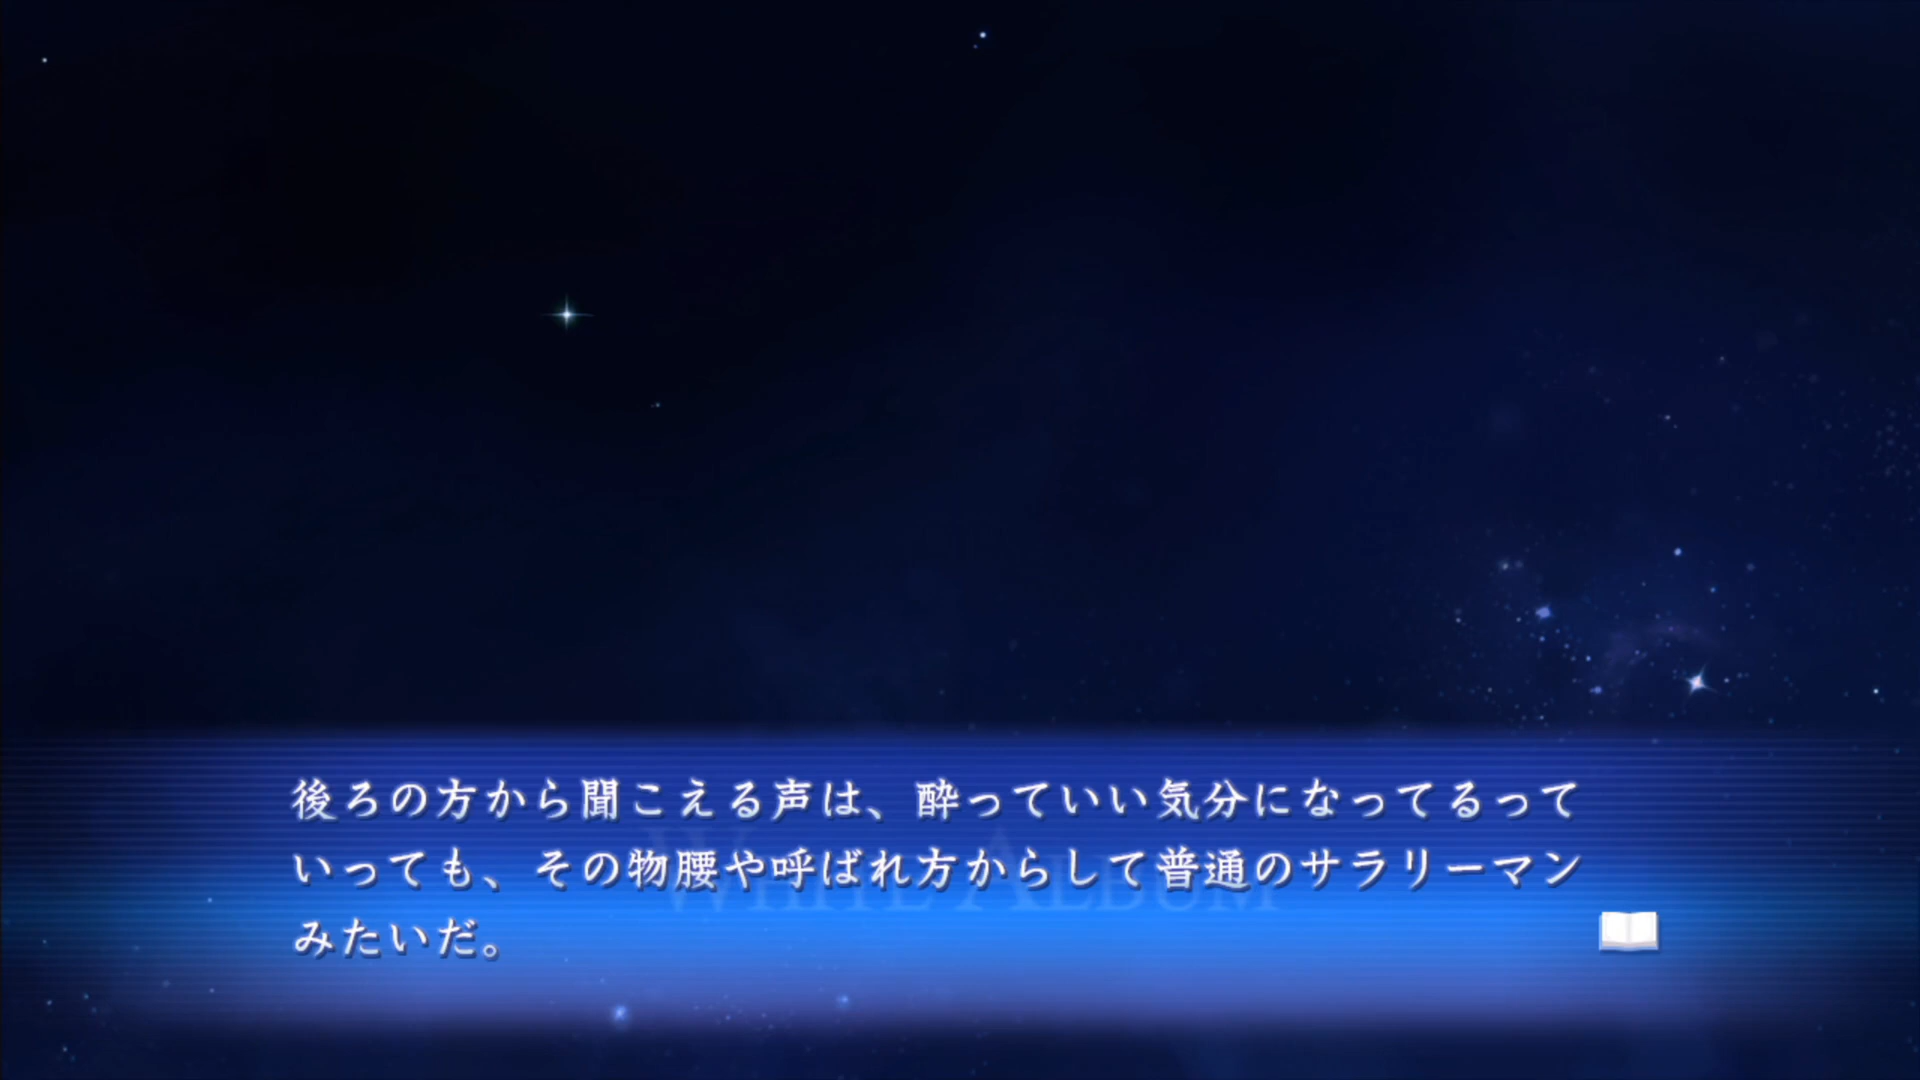 後ろの方から聞こえる声は、酔っていい気分になってるって
いっても、その物腰や呼ばれ方からして普通のサラリーマン
みたいだ。
WHITE ALBUM